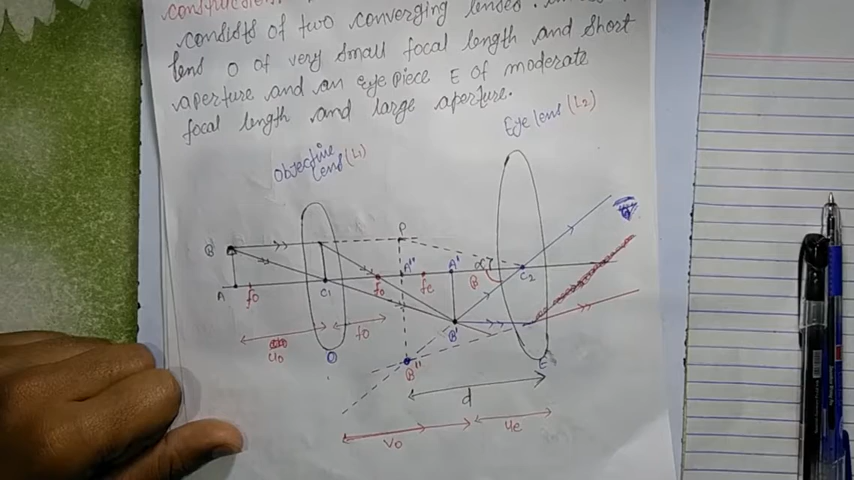 consists of two converging lenses.
lens O of very small focal length and short
aperture and an eye piece E of moderate
focal length and large aperture.
Eye lens (L2)
Objective
Lens (L1)
B
P
A
fo
C1
fo
A"
fe
A'
β
α
C2
B'
uo
fo
O
B"
E
d
vo
ue